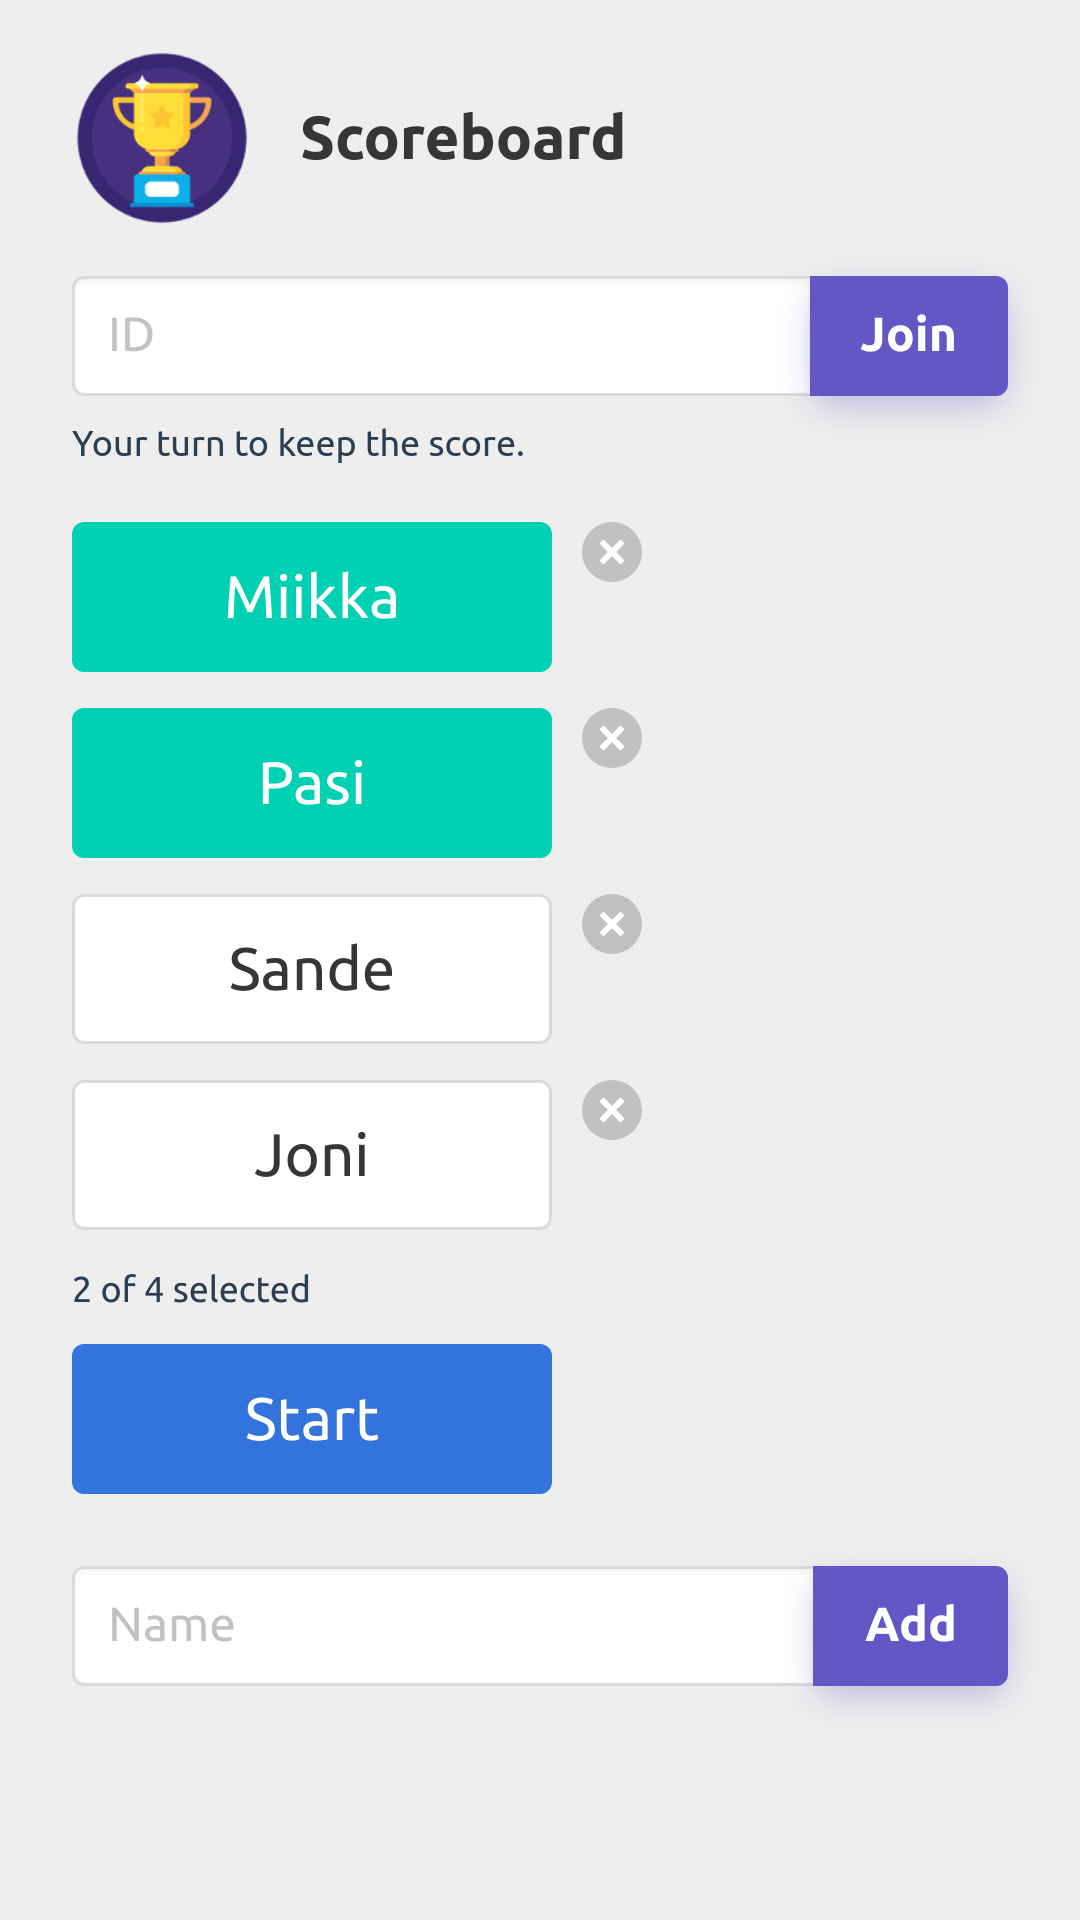 Scoreboard
ID
Join
Your turn to keep the score.
Miikka
Pasi
Sande
Joni
2 of 4 selected
Start
Name
Add